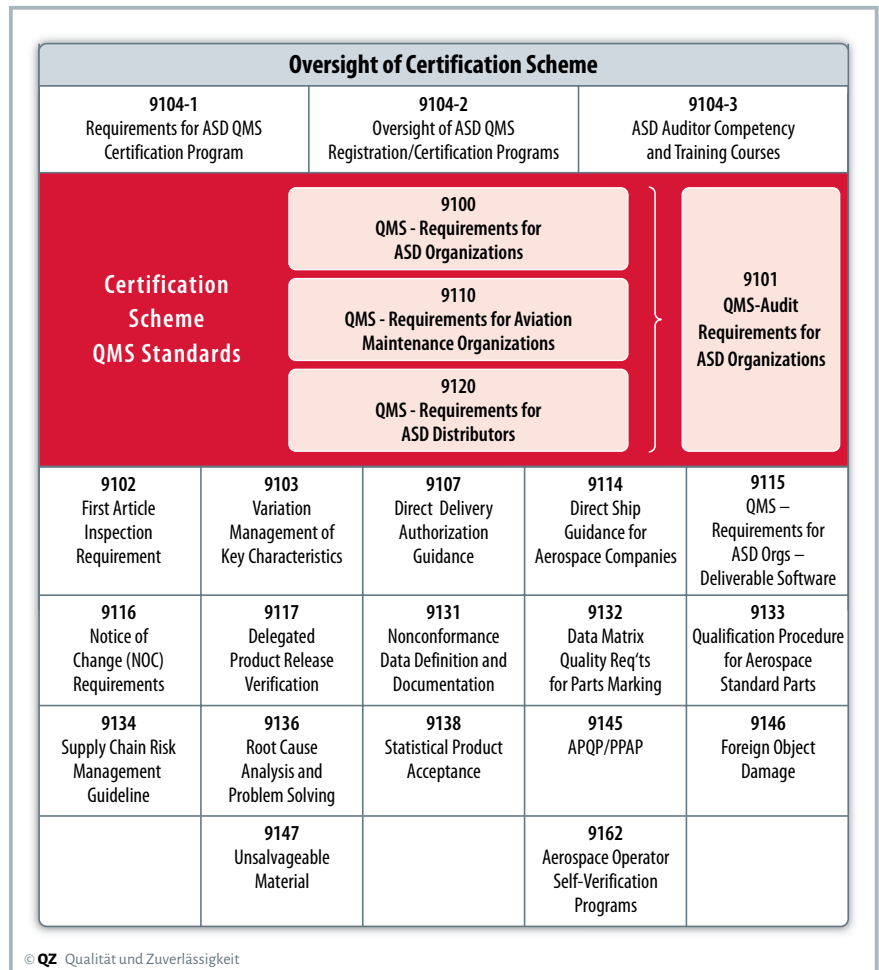 Oversight of Certification Scheme
9104-1
Requirements for ASD QMS
Certification Program
9104-2
Oversight of ASD QMS
Registration/Certification Programs
9104-3
ASD Auditor Competency
and Training Courses
Certification
Scheme
QMS Standards
9100
QMS - Requirements for
ASD Organizations
9110
QMS - Requirements for Aviation
Maintenance Organizations
9120
QMS - Requirements for
ASD Distributors
9101
QMS-Audit
Requirements for
ASD Organizations
9102
First Article
Inspection
Requirement
9103
Variation
Management of
Key Characteristics
9107
Direct Delivery
Authorization
Guidance
9114
Direct Ship
Guidance for
Aerospace Companies
9115
QMS –
Requirements for
ASD Orgs –
Deliverable Software
9116
Notice of
Change (NOC)
Requirements
9117
Delegated
Product Release
Verification
9131
Nonconformance
Data Definition and
Documentation
9132
Data Matrix
Quality Req‘ts
for Parts Marking
9133
Qualification Procedure
for Aerospace
Standard Parts
9134
Supply Chain Risk
Management
Guideline
9136
Root Cause
Analysis and
Problem Solving
9138
Statistical Product
Acceptance
9145
APQP/PPAP
9146
Foreign Object
Damage
9147
Unsalvageable
Material
9162
Aerospace Operator
Self-Verification
Programs
© QZ Qualität und Zuverlässigkeit